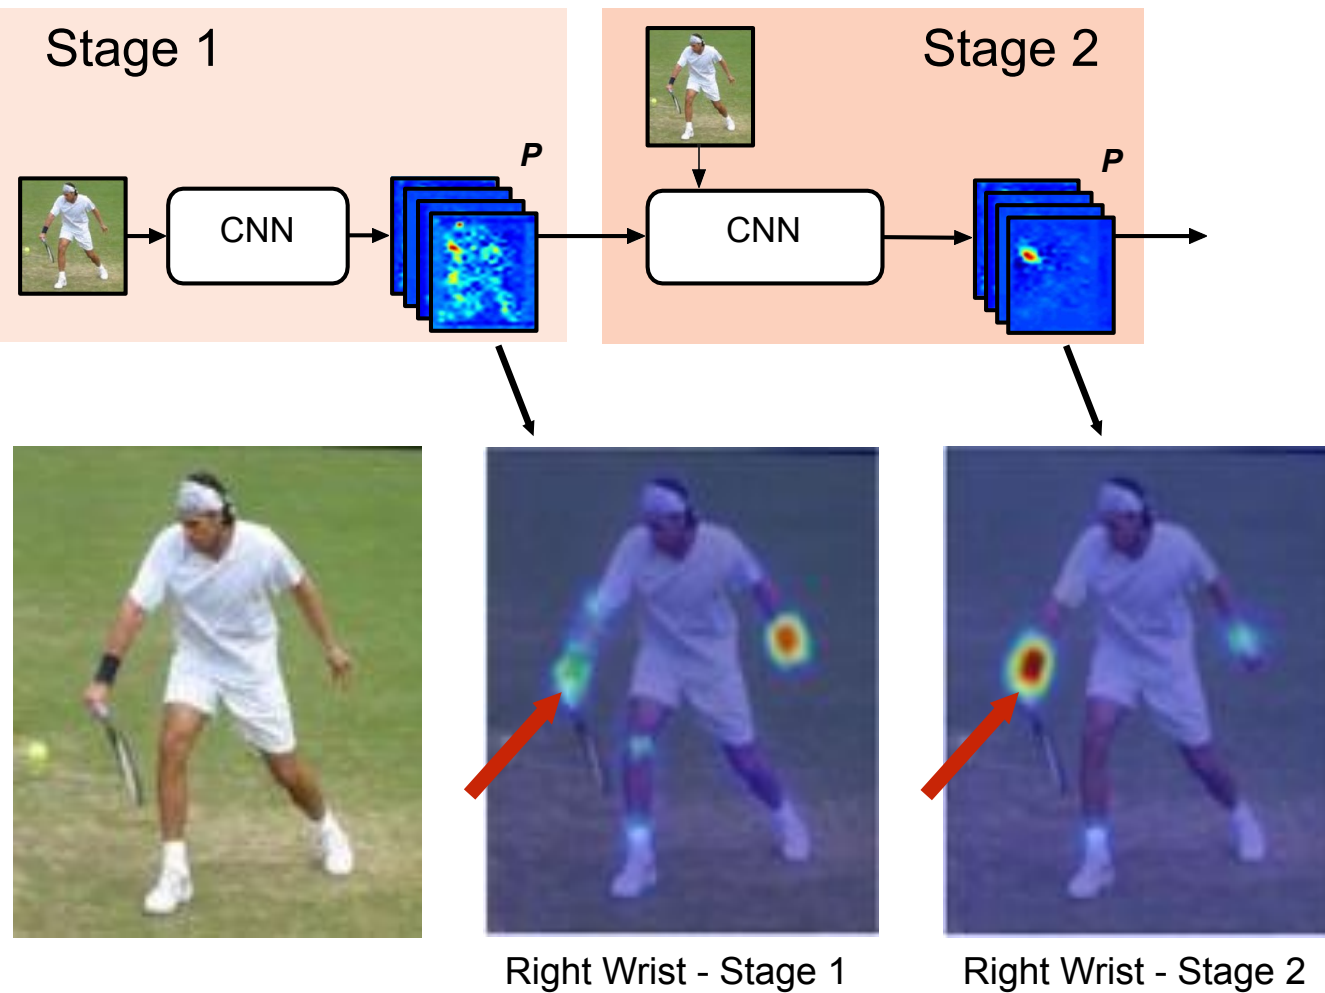 Stage 1
Stage 2
P
P
CNN
CNN
Right Wrist - Stage 1
Right Wrist - Stage 2